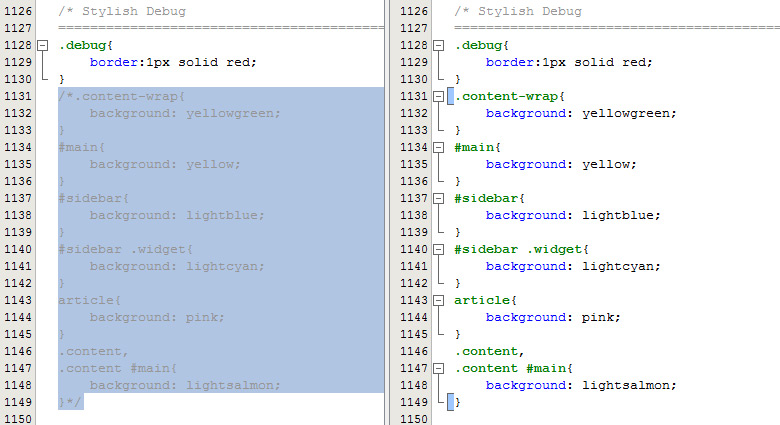 1126 /* Stylish Debug
1127 ========================================
1128 .debug{
1129 border:1px solid red;
1130 }
1131 /*.content-wrap{
1132 background: yellowgreen;
1133 }
1134 #main{
1135 background: yellow;
1136 }
1137 #sidebar{
1138 background: lightblue;
1139 }
1140 #sidebar .widget{
1141 background: lightcyan;
1142 }
1143 article{
1144 background: pink;
1145 }
1146 .content,
1147 .content #main{
1148 background: lightsalmon;
1149 }*/
1150
1126 /* Stylish Debug
1127 ========================================
1128 .debug{
1129 border:1px solid red;
1130 }
1131 .content-wrap{
1132 background: yellowgreen;
1133 }
1134 #main{
1135 background: yellow;
1136 }
1137 #sidebar{
1138 background: lightblue;
1139 }
1140 #sidebar .widget{
1141 background: lightcyan;
1142 }
1143 article{
1144 background: pink;
1145 }
1146 .content,
1147 .content #main{
1148 background: lightsalmon;
1149 }
1150